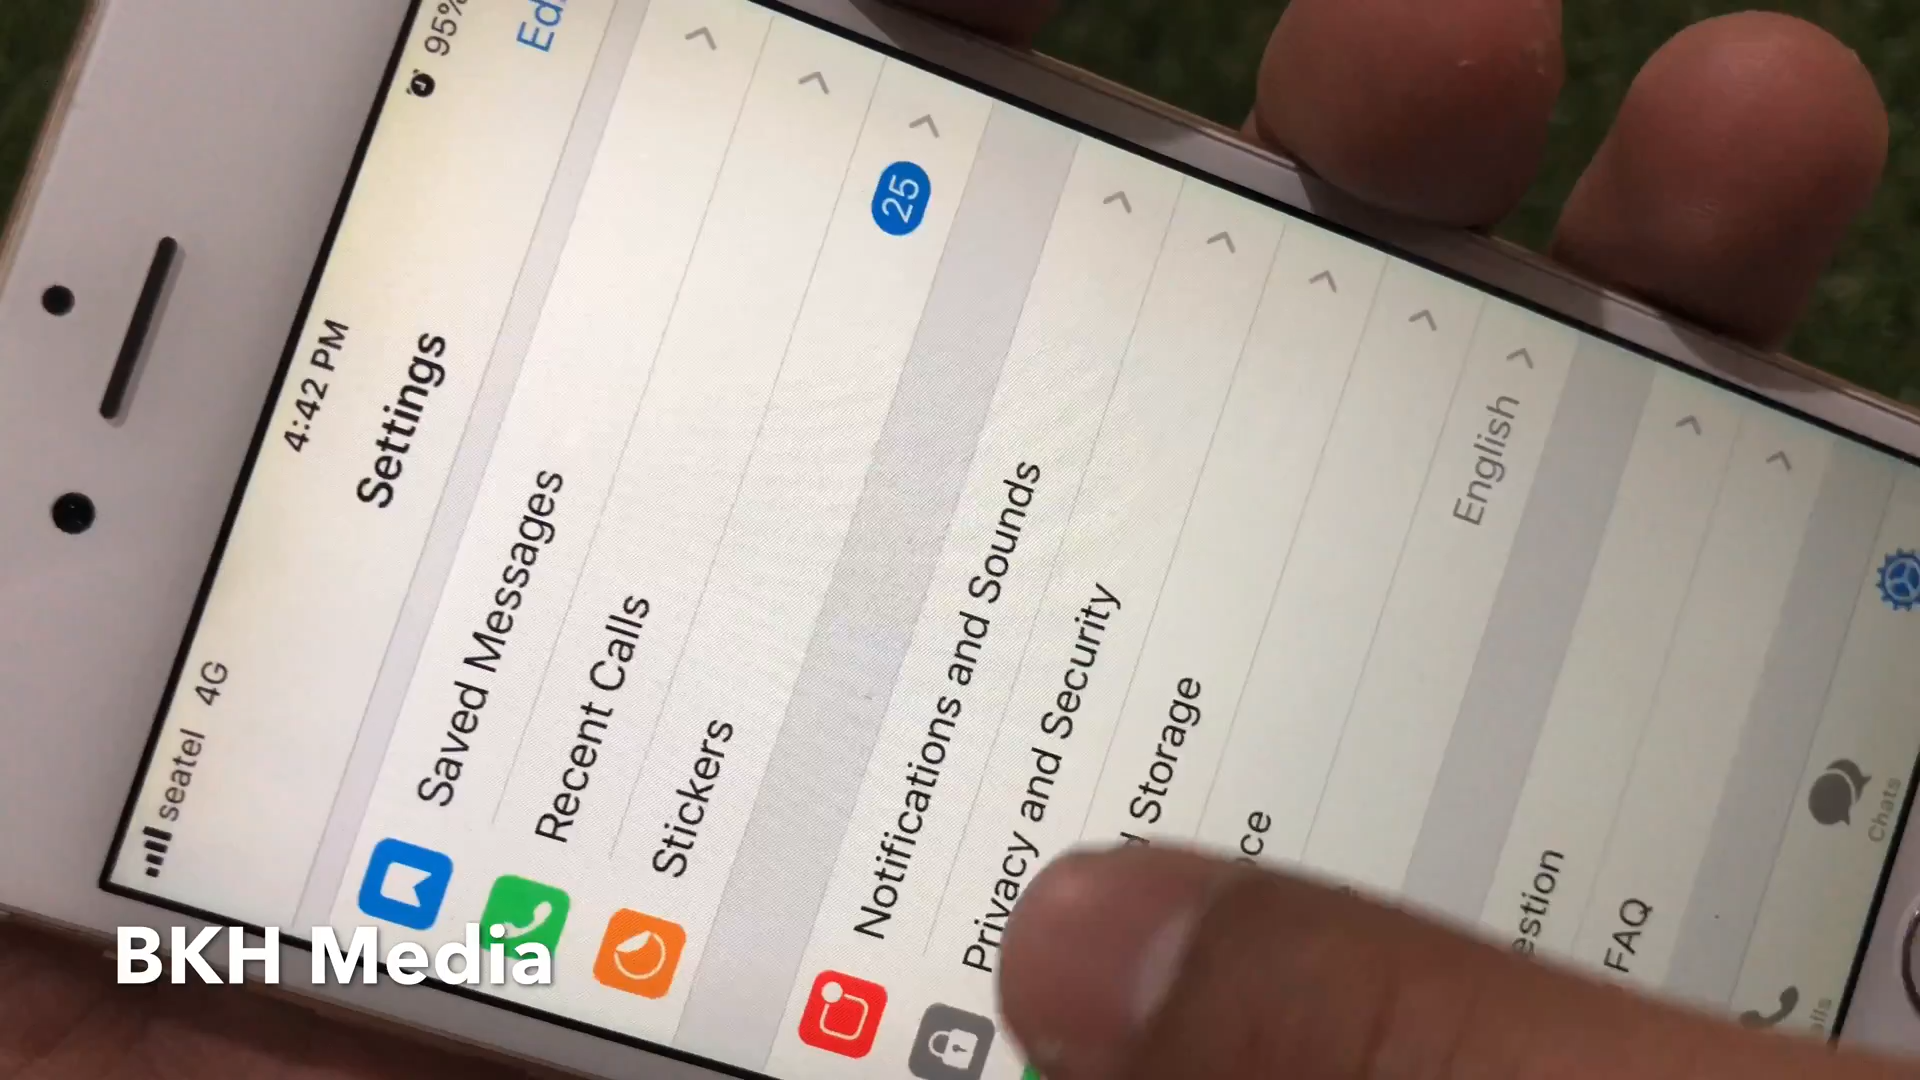 seatel 4G
4:42 PM
95%
Settings
Saved Messages
Recent Calls
Stickers
25
Notifications and Sounds
Privacy and Security
Storage
English
FAQ
Chats
BKH Media